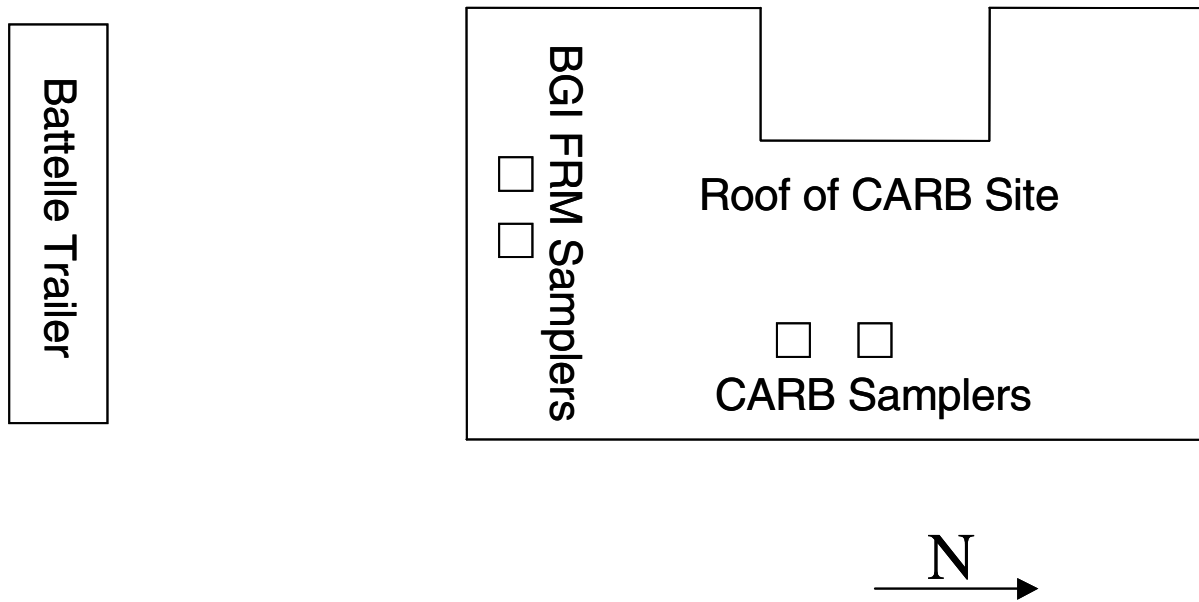 Battelle Trailer
BGI FRM Samplers
Roof of CARB Site
CARB Samplers
N